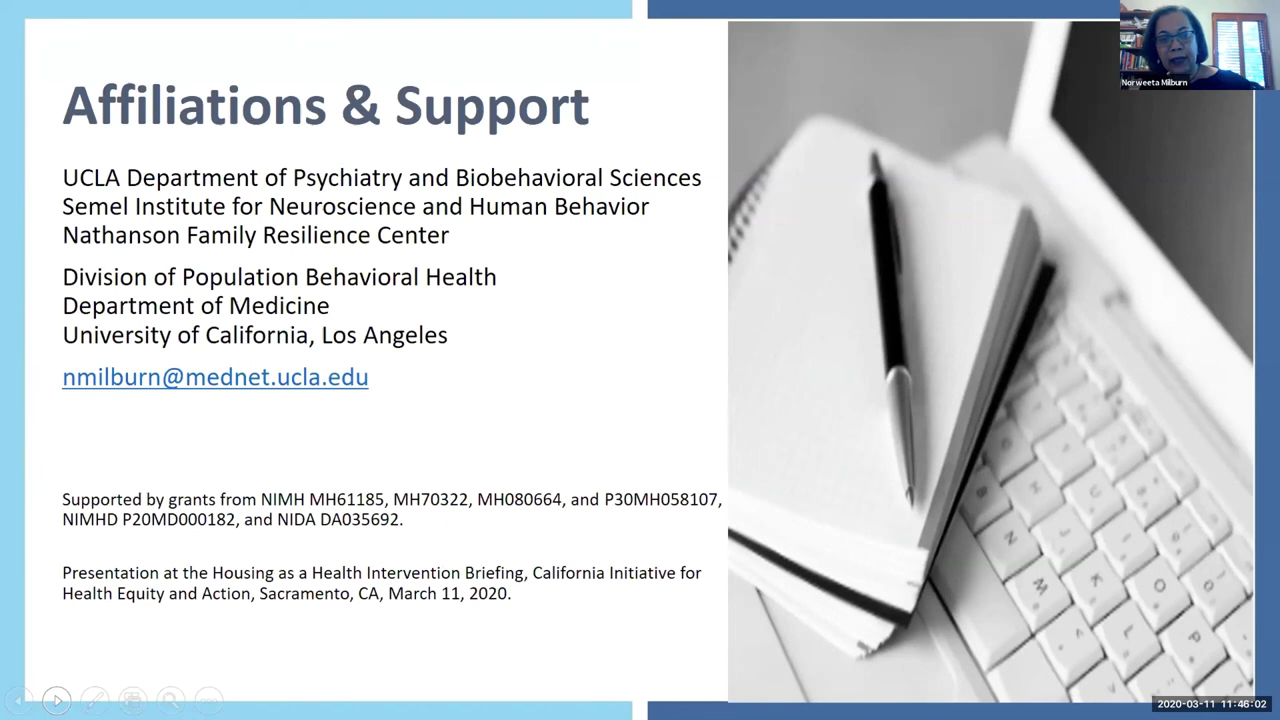 Affiliations & Support
UCLA Department of Psychiatry and Biobehavioral Sciences
Semel Institute for Neuroscience and Human Behavior
Nathanson Family Resilience Center
Division of Population Behavioral Health
Department of Medicine
University of California, Los Angeles
nmilburn@mednet.ucla.edu
Supported by grants from NIMH MH61185, MH70322, MH080664, and P30MH058107,
NIMHD P20MD000182, and NIDA DA035692.
Presentation at the Housing as a Health Intervention Briefing, California Initiative for
Health Equity and Action, Sacramento, CA, March 11, 2020.
Norweeta Milburn
2020-03-11 11:46:02